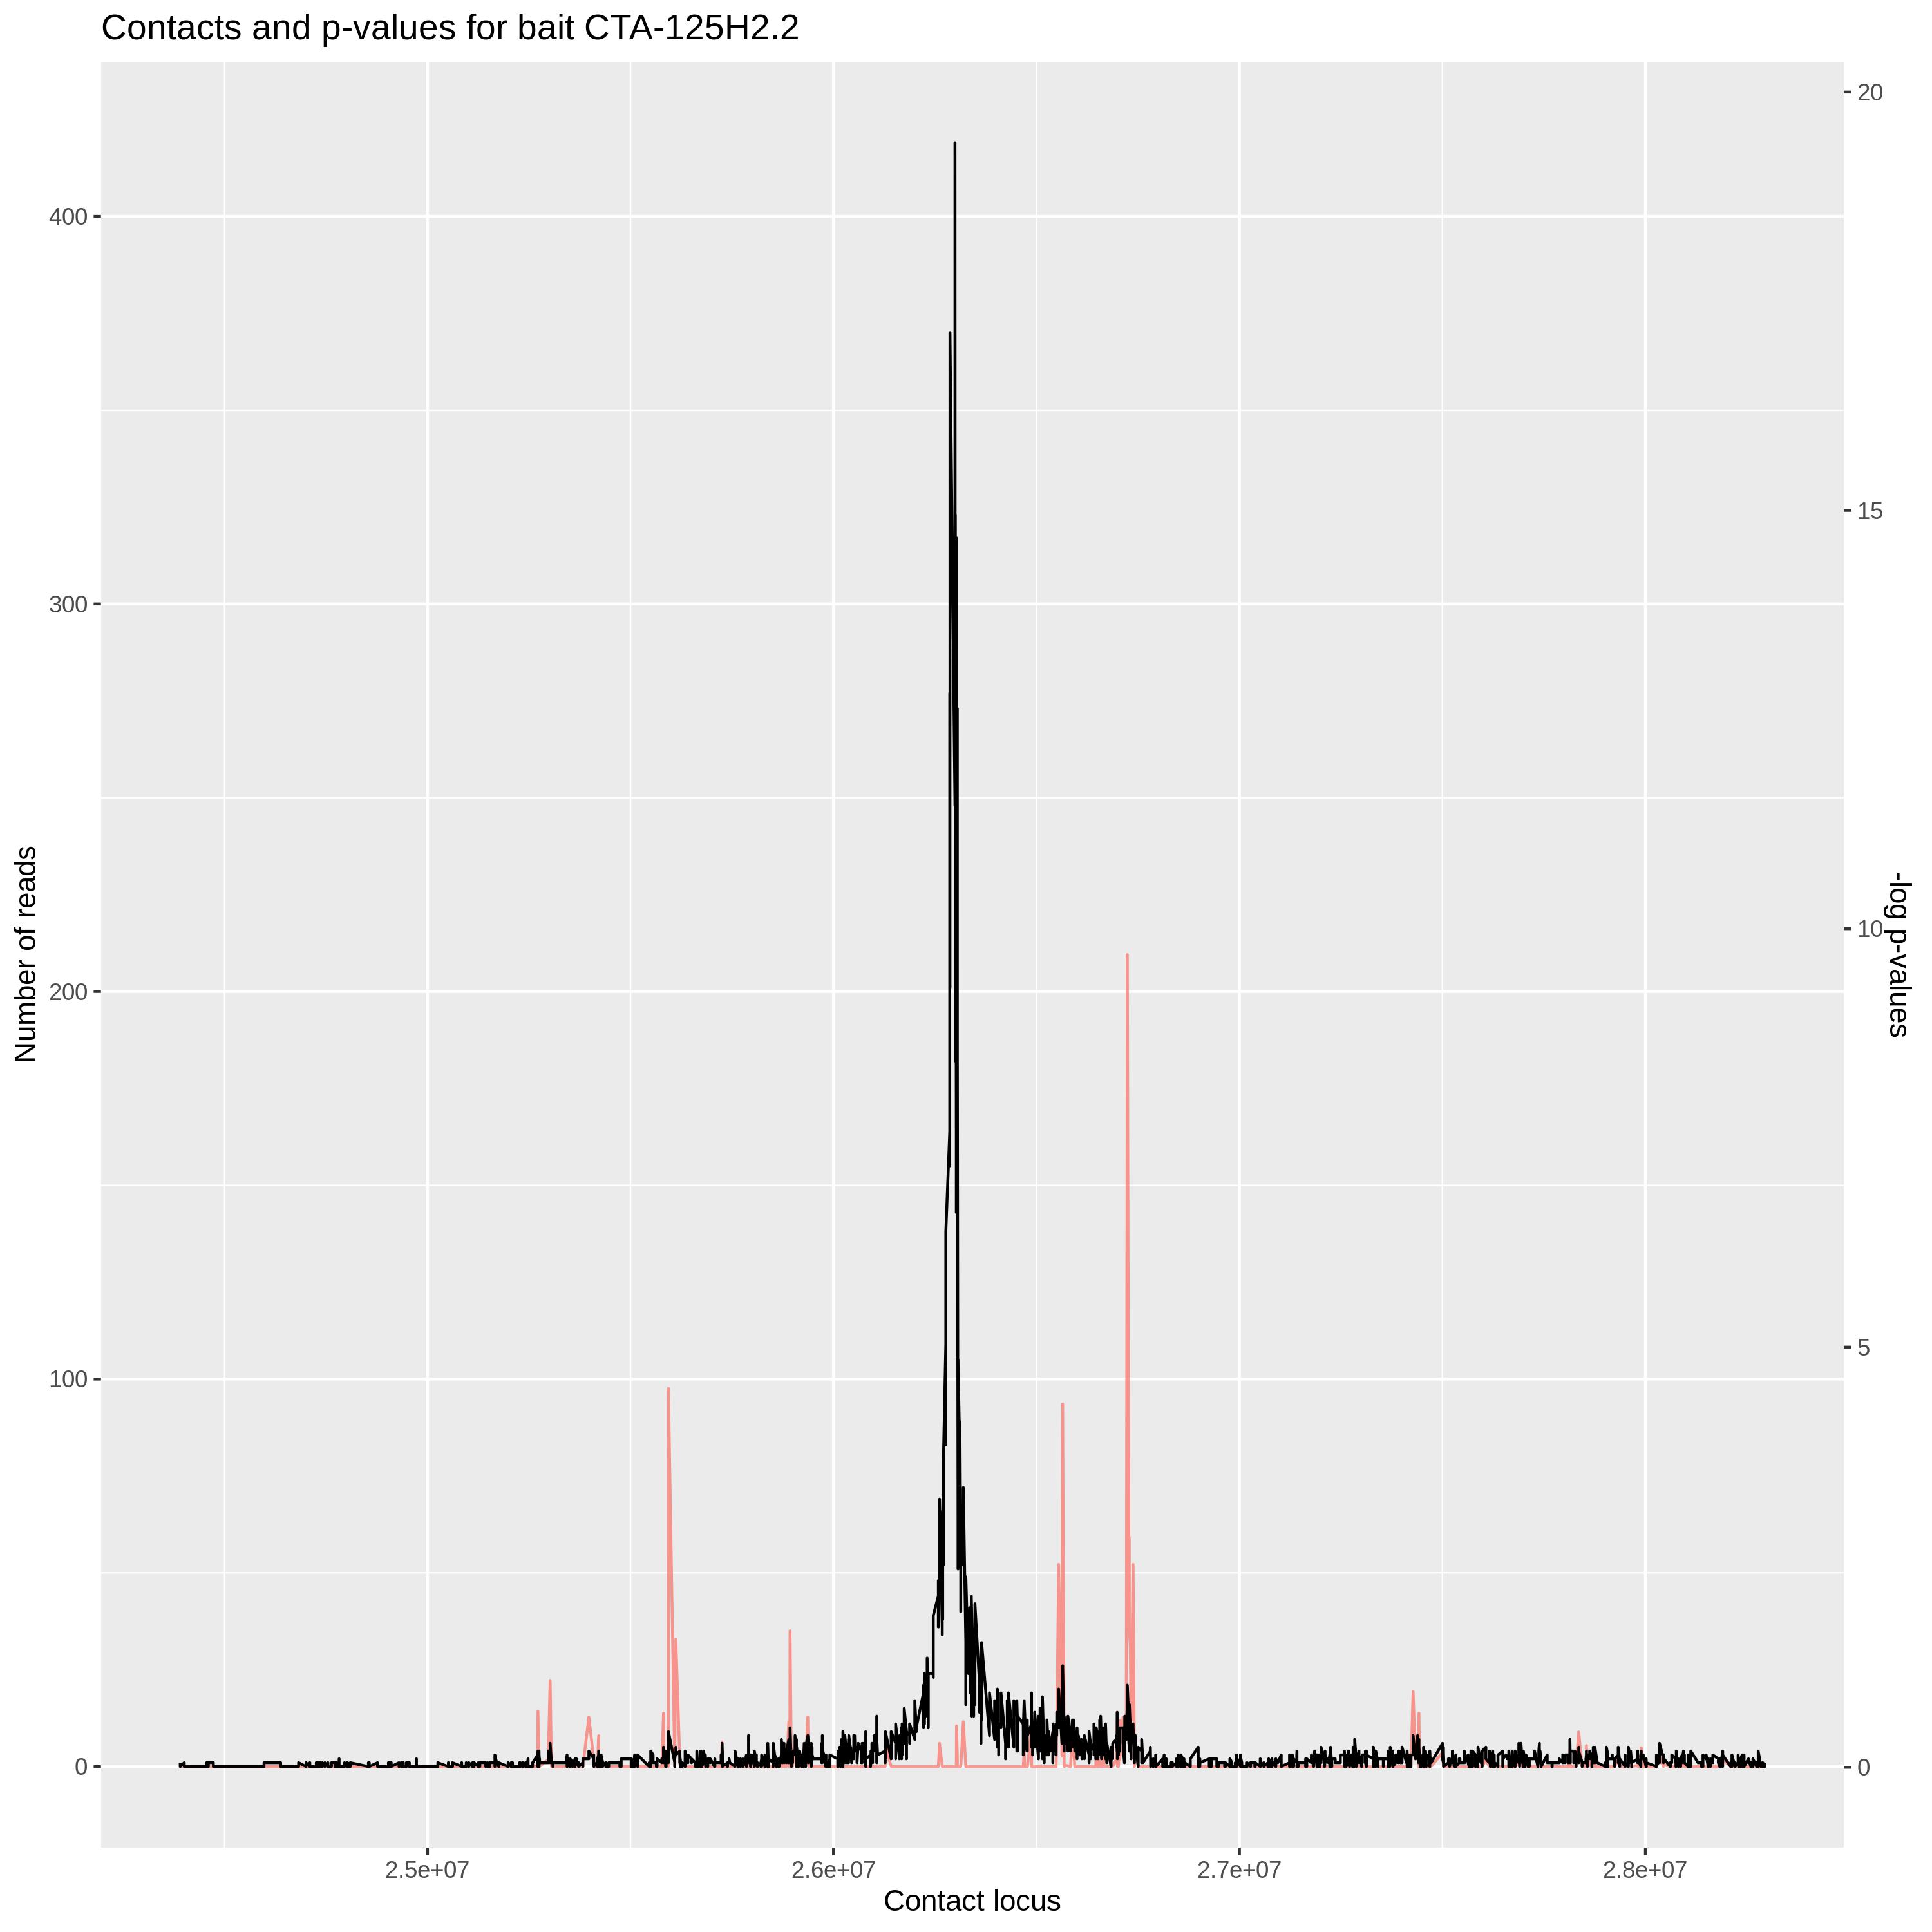 Contacts and p-values for bait CTA-125H2.2
Number of reads
400
300
200
100
0
20
15
10
5
0
-log p-values
2.5e+07 2.6e+07 2.7e+07 2.8e+07
Contact locus